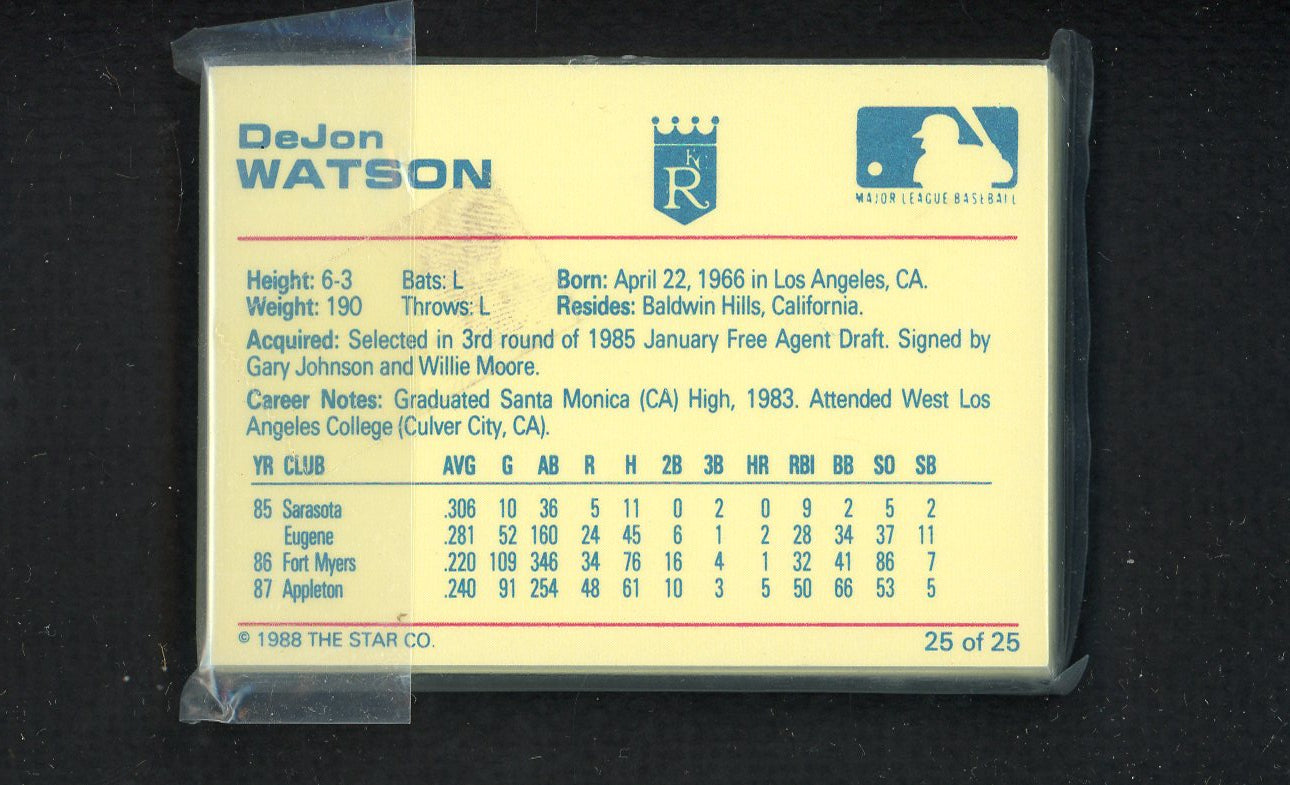 DeJon
WATSON
KC
R
MAJOR LEAGUE BASEBALL
Height: 6-3 Bats: L Born: April 22, 1966 in Los Angeles, CA.
Weight: 190 Throws: L Resides: Baldwin Hills, California.
Acquired: Selected in 3rd round of 1985 January Free Agent Draft. Signed by
Gary Johnson and Willie Moore.
Career Notes: Graduated Santa Monica (CA) High, 1983. Attended West Los
Angeles College (Culver City, CA).
YR CLUB AVG G AB R H 2B 3B HR RBI BB SO SB
85 Sarasota .306 10 36 5 11 0 2 0 9 2 5 2
Eugene .281 52 160 24 45 6 1 2 28 34 37 11
86 Fort Myers .220 109 346 34 76 16 4 1 32 41 86 7
87 Appleton .240 91 254 48 61 10 3 5 50 66 53 5
© 1988 THE STAR CO. 25 of 25